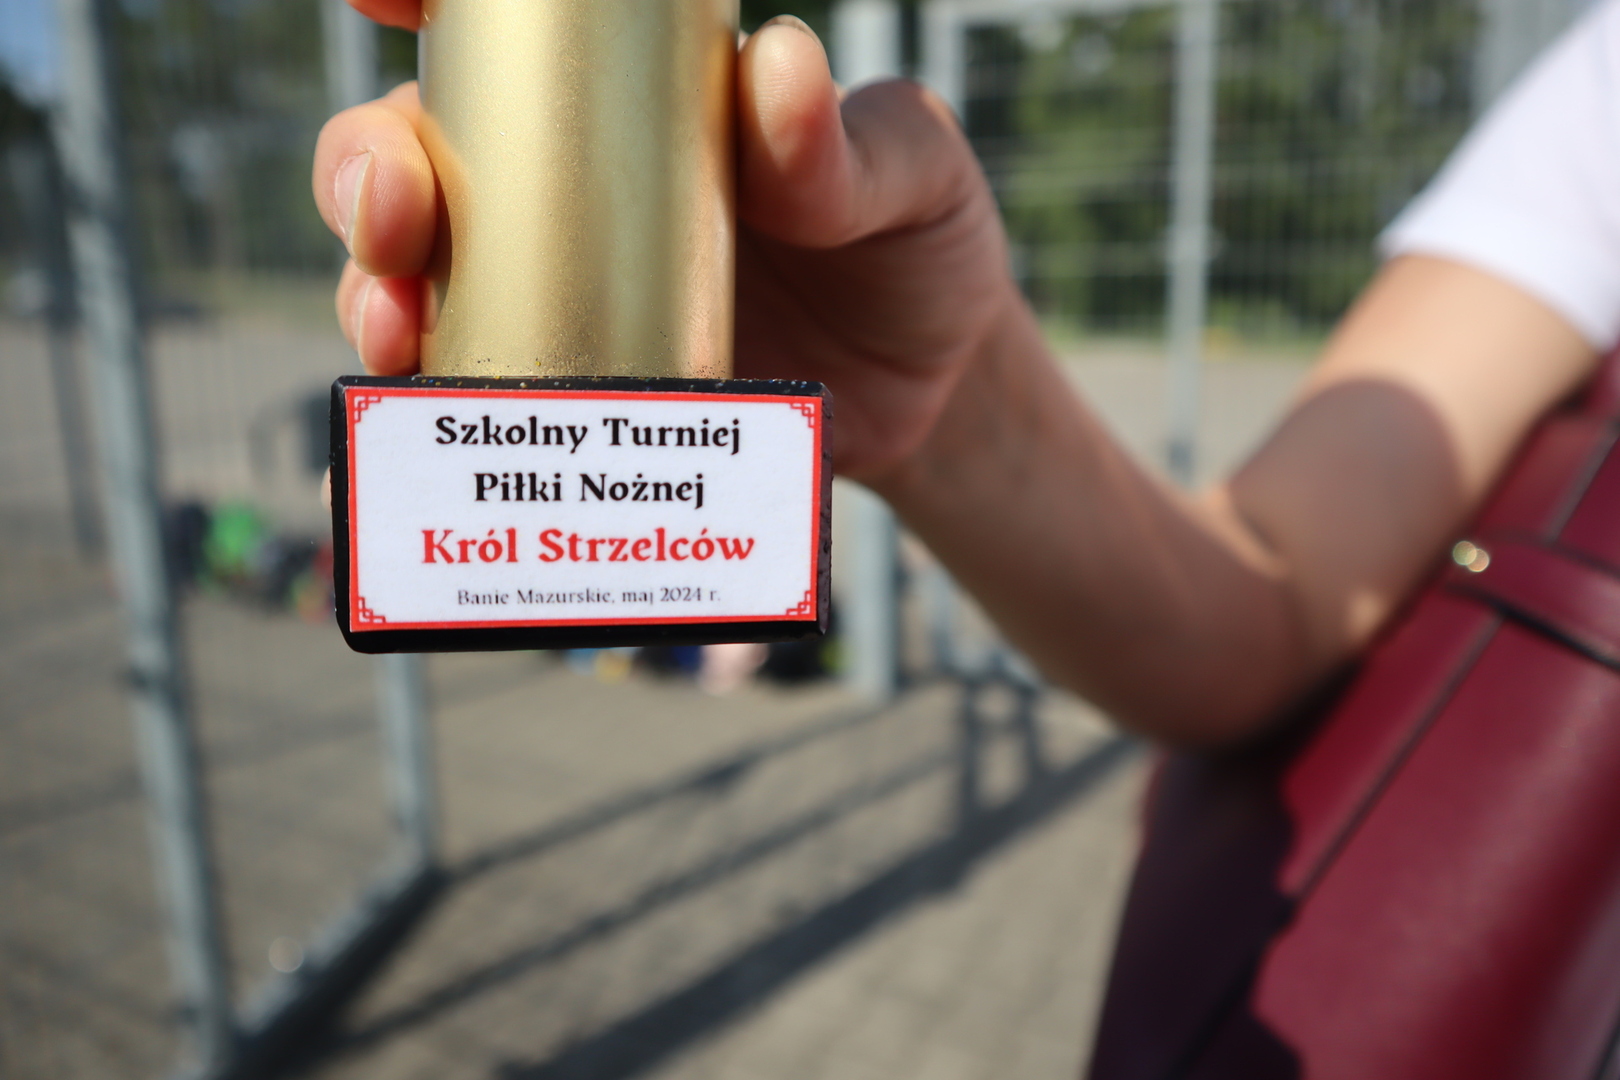 Szkolny Turniej
Piłki Nożnej
Król Strzelców
Banie Mazurskie, maj 2024 r.